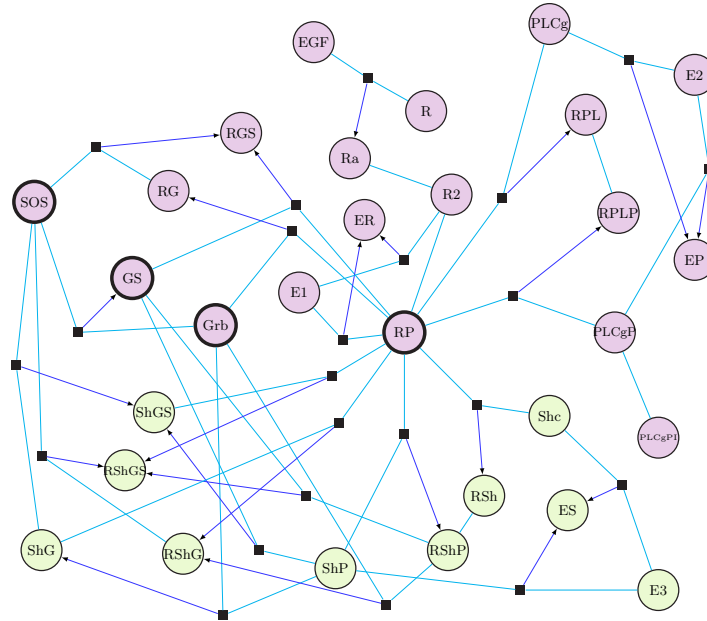 PLCg
EGF
E2
R
RPL
RGS
Ra
RG
R2
SOS
RPLP
ER
EP
GS
E1
Grb
RP
PLCgP
ShGS
Shc
PLCgPI
RShGS
RSh
ES
ShG
RShG
RShP
ShP
E3